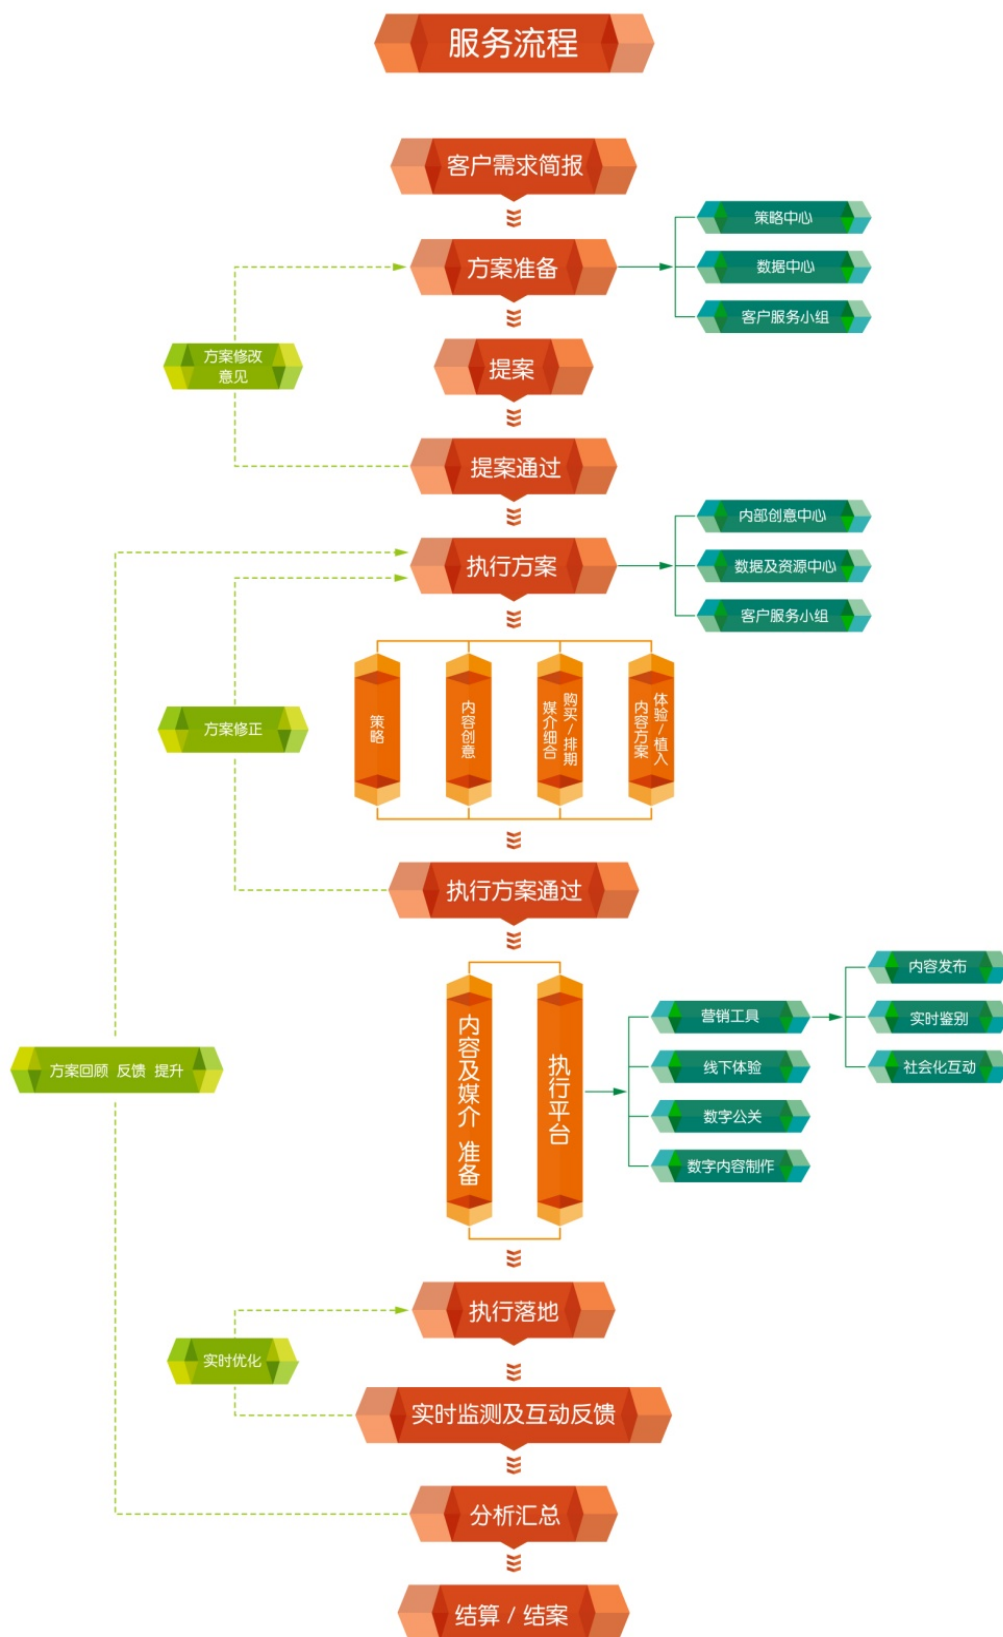 服务流程
客户需求简报
方案准备
策略中心
数据中心
客户服务小组
方案修改
意见
提案
提案通过
执行方案
内部创意中心
数据及资源中心
客户服务小组
方案修正
策略
内容创意
购买/排期
媒介细合
体验/植入
内容方案
执行方案通过
内容及媒介 准备
执行平台
营销工具
线下体验
数字公关
数字内容制作
内容发布
实时鉴别
社会化互动
方案回顾 反馈 提升
执行落地
实时优化
实时监测及互动反馈
分析汇总
结算 / 结案